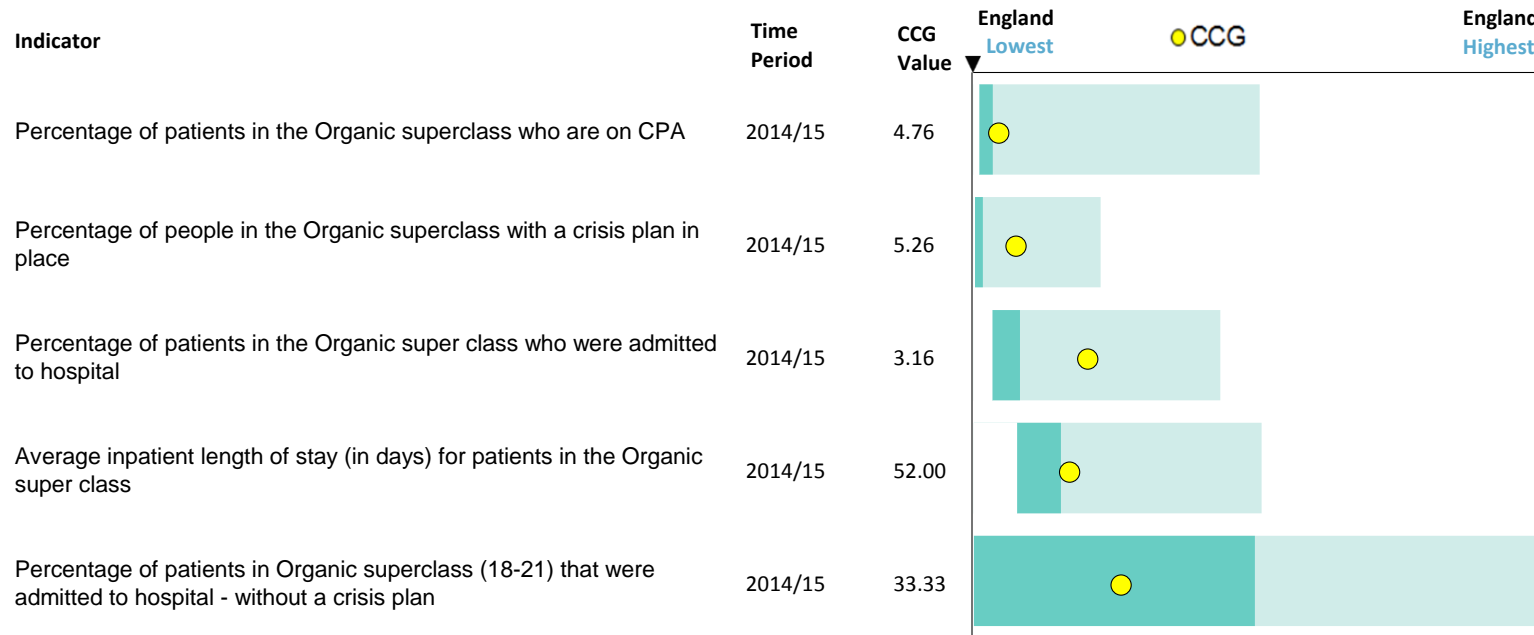 Indicator
Time Period
CCG Value
England Lowest
CCG
England Highest
Percentage of patients in the Organic superclass who are on CPA
2014/15
4.76
Percentage of people in the Organic superclass with a crisis plan in
place
2014/15
5.26
Percentage of patients in the Organic super class who were admitted
to hospital
2014/15
3.16
Average inpatient length of stay (in days) for patients in the Organic
super class
2014/15
52.00
Percentage of patients in Organic superclass (18-21) that were
admitted to hospital - without a crisis plan
2014/15
33.33